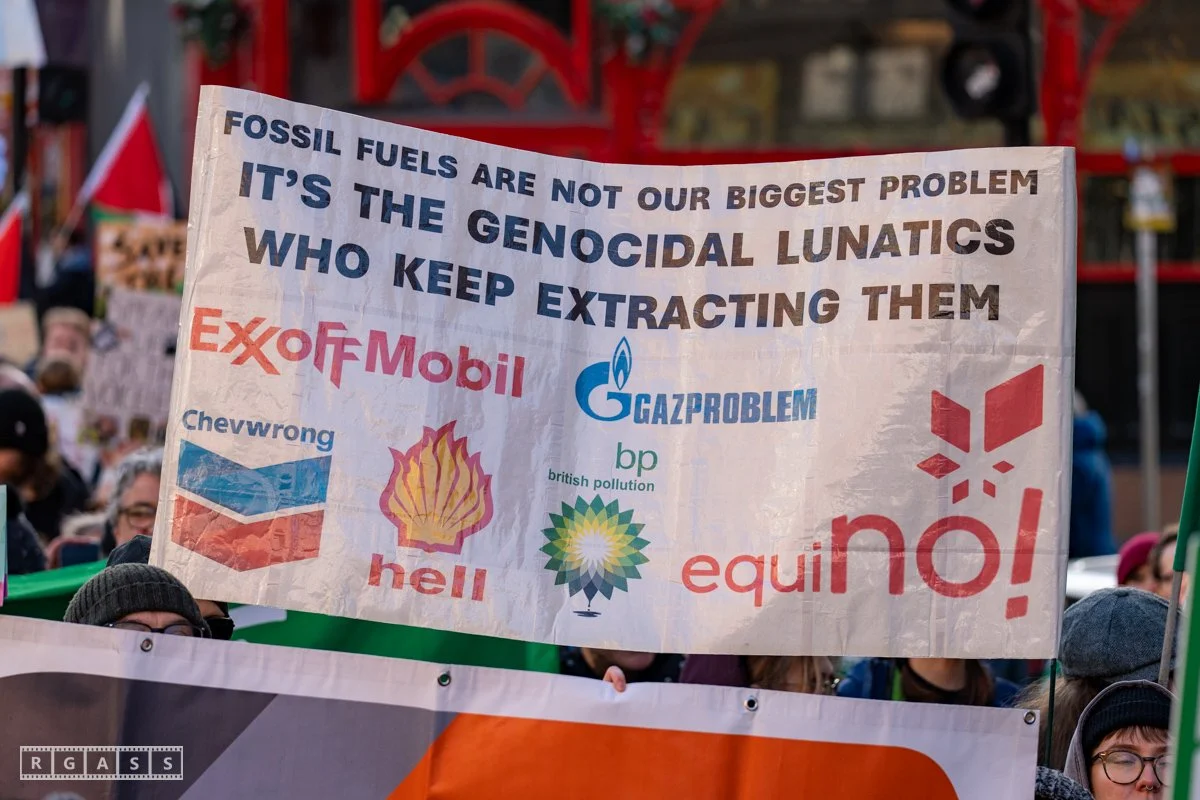 FOSSIL FUELS ARE NOT OUR BIGGEST PROBLEM
IT'S THE GENOCIDAL LUNATICS
WHO KEEP EXTRACTING THEM
ExxoffMobil
GAZPROBLEM
Chevwrong
hell
bp
british pollution
equiNO!
RGASS